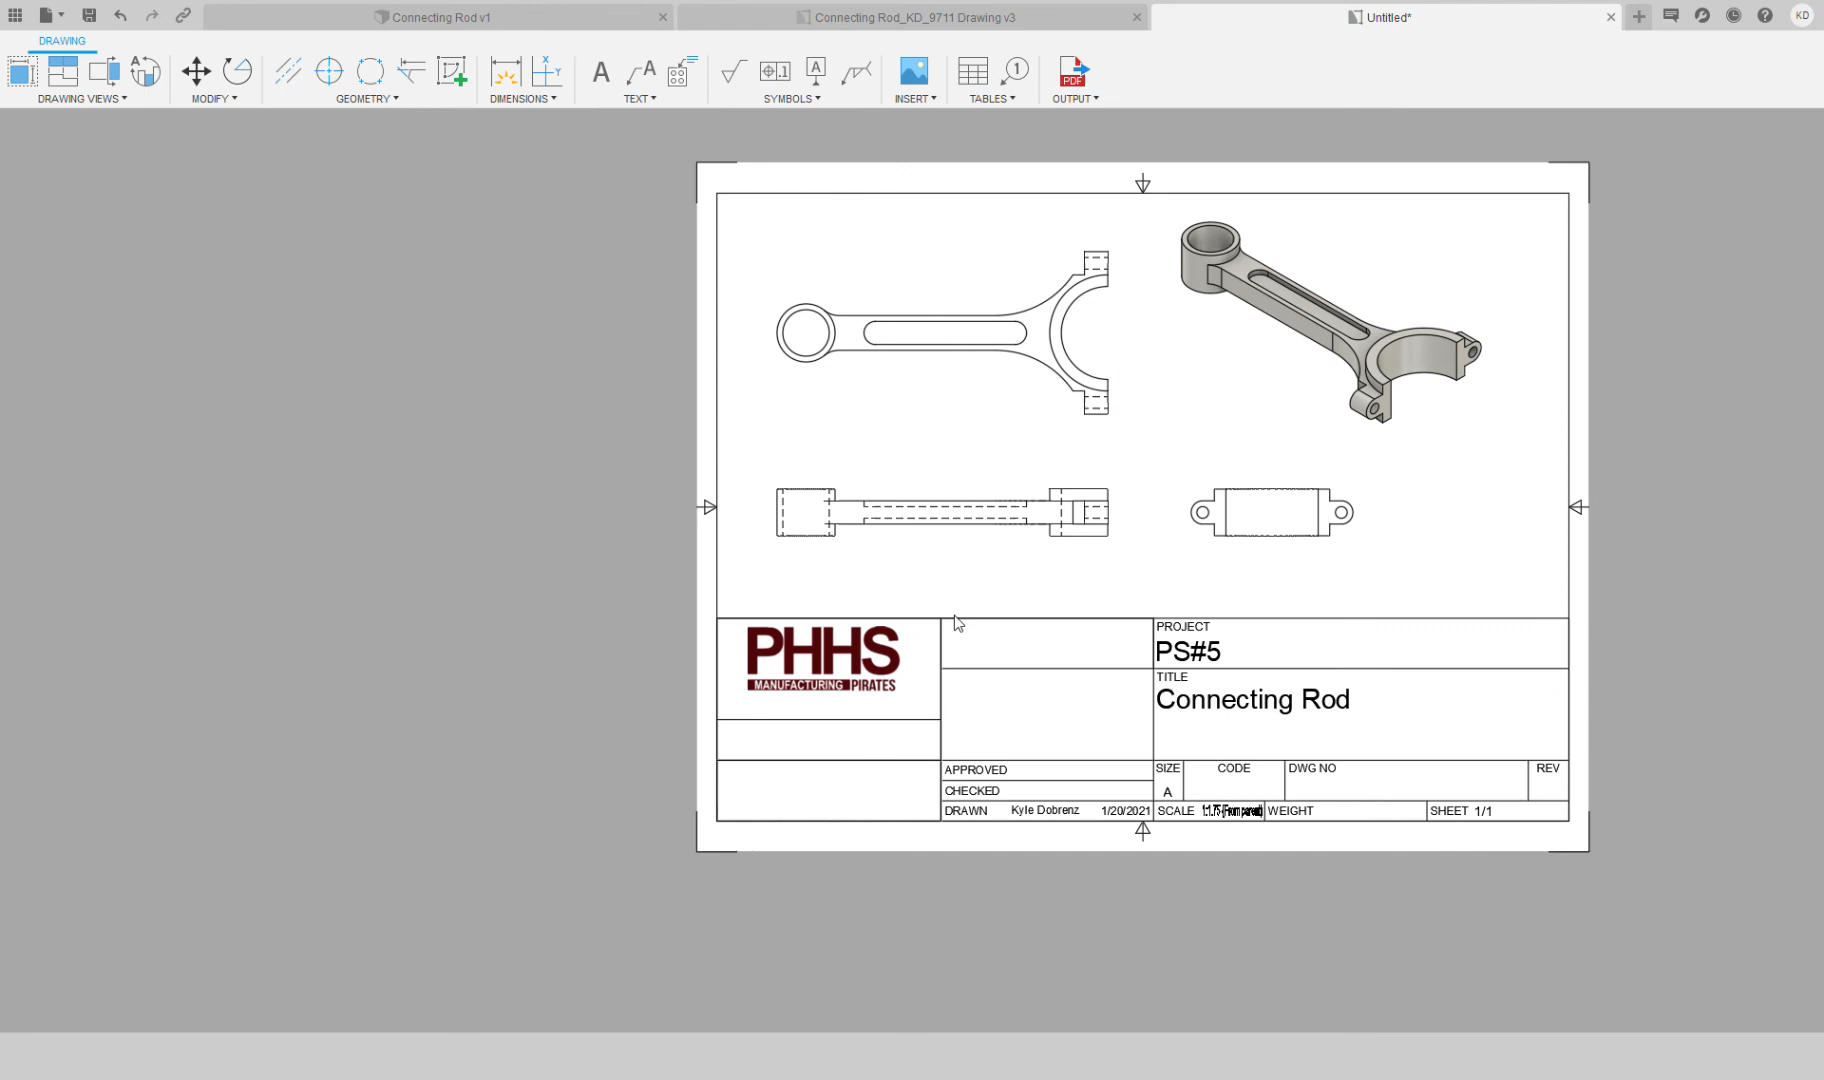 Connecting Rod v1
Connecting Rod_KD_9711 Drawing v3
Untitled*
KD
DRAWING
DRAWING VIEWS
MODIFY
GEOMETRY
DIMENSIONS
TEXT
SYMBOLS
INSERT
TABLES
OUTPUT
PDF
PHHS
MANUFACTURING PIRATES
PROJECT
PS#5
TITLE
Connecting Rod
APPROVED
CHECKED
DRAWN Kyle Dobrenz 1/20/2021
SIZE
A
CODE
DWG NO
REV
SCALE
WEIGHT
SHEET 1/1